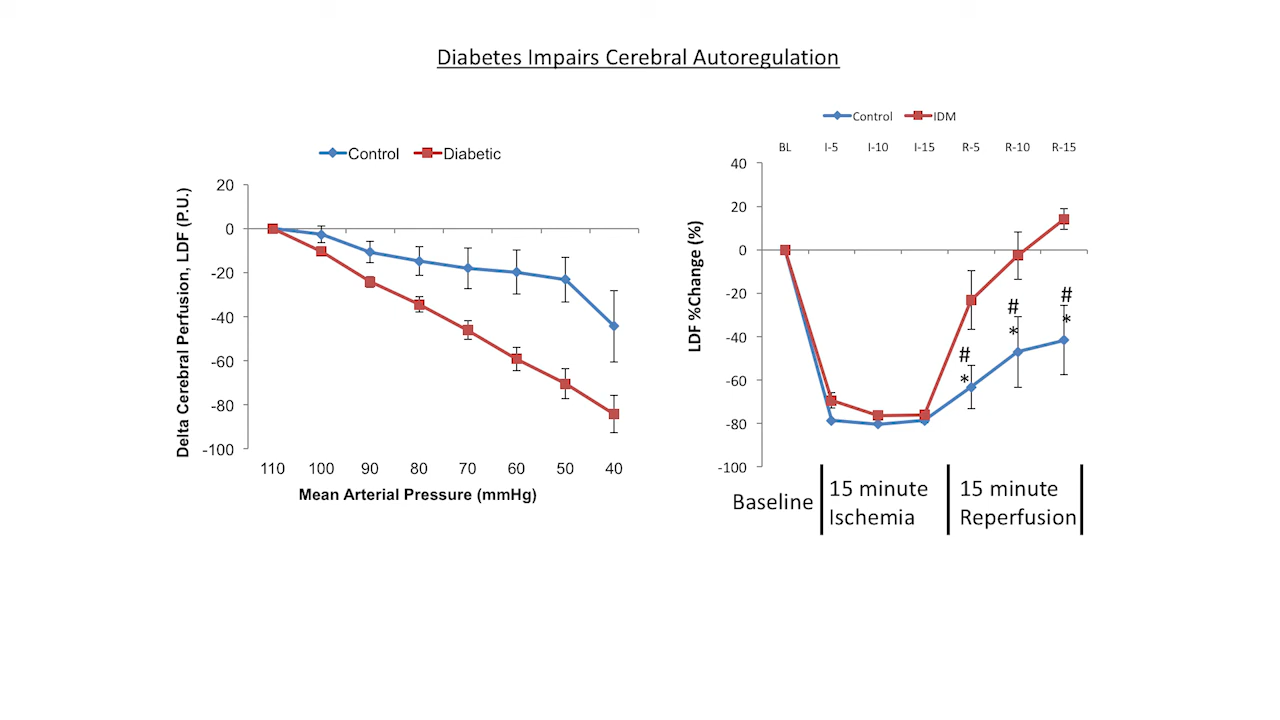 Diabetes Impairs Cerebral Autoregulation
Control Diabetic
Delta Cerebral Perfusion, LDF (P.U.)
20
0
-20
-40
-60
-80
-100
110 100 90 80 70 60 50 40
Mean Arterial Pressure (mmHg)
Control IDM
BL I-5 I-10 I-15 R-5 R-10 R-15
LDF %Change (%)
40
20
0
-20
-40
-60
-80
-100
#
*
#
*
#
*
Baseline
15 minute
Ischemia
15 minute
Reperfusion